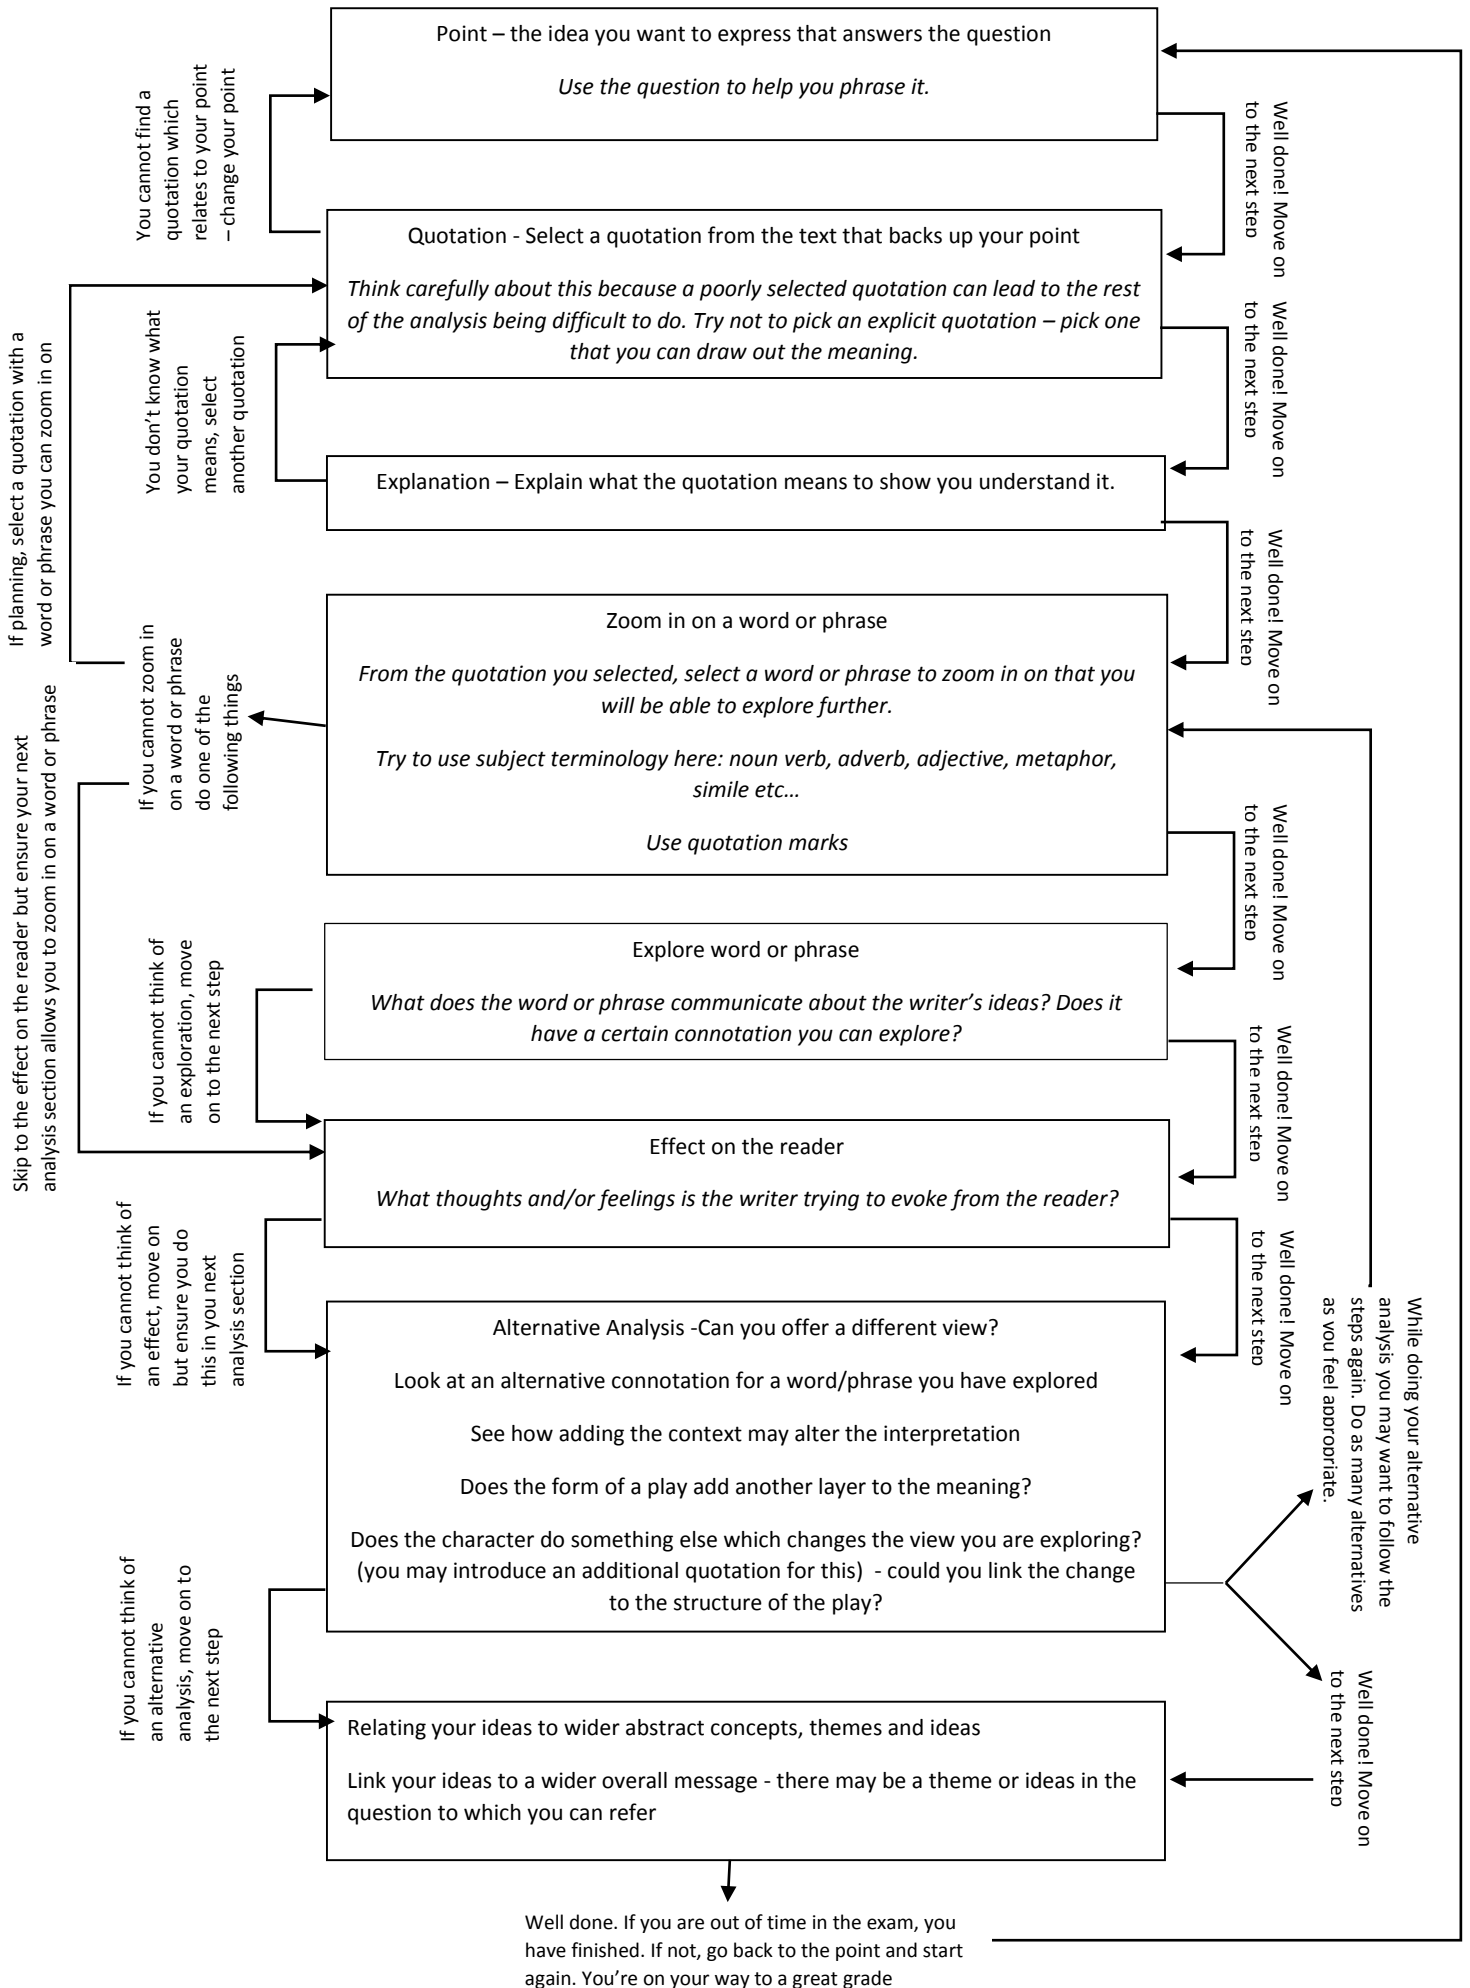 Point – the idea you want to express that answers the question
Use the question to help you phrase it.
You cannot find a
quotation which
relates to your point
– change your point
Well done! Move on
to the next step
Quotation - Select a quotation from the text that backs up your point
Think carefully about this because a poorly selected quotation can lead to the rest
of the analysis being difficult to do. Try not to pick an explicit quotation – pick one
that you can draw out the meaning.
You don't know what
your quotation
means, select
another quotation
Well done! Move on
to the next step
Explanation – Explain what the quotation means to show you understand it.
If planning, select a quotation with a
word or phrase you can zoom in on
Well done! Move on
to the next step
Zoom in on a word or phrase
From the quotation you selected, select a word or phrase to zoom in on that you
will be able to explore further.
Try to use subject terminology here: noun verb, adverb, adjective, metaphor,
simile etc…
Use quotation marks
If you cannot zoom in
on a word or phrase
do one of the
following things
Skip to the effect on the reader but ensure your next
analysis section allows you to zoom in on a word or phrase
Well done! Move on
to the next step
Explore word or phrase
What does the word or phrase communicate about the writer's ideas? Does it
have a certain connotation you can explore?
If you cannot think of
an exploration, move
on to the next step
Well done! Move on
to the next step
Effect on the reader
What thoughts and/or feelings is the writer trying to evoke from the reader?
If you cannot think of
an effect, move on
but ensure you do
this in you next
analysis section
Well done! Move on
to the next step
Alternative Analysis -Can you offer a different view?
Look at an alternative connotation for a word/phrase you have explored
See how adding the context may alter the interpretation
Does the form of a play add another layer to the meaning?
Does the character do something else which changes the view you are exploring?
(you may introduce an additional quotation for this)  - could you link the change
to the structure of the play?
While doing your alternative
analysis you may want to follow the
steps again. Do as many alternatives
as you feel appropriate.
If you cannot think of
an alternative
analysis, move on to
the next step
Well done! Move on
to the next step
Relating your ideas to wider abstract concepts, themes and ideas
Link your ideas to a wider overall message - there may be a theme or ideas in the
question to which you can refer
Well done. If you are out of time in the exam, you
have finished. If not, go back to the point and start
again. You're on your way to a great grade